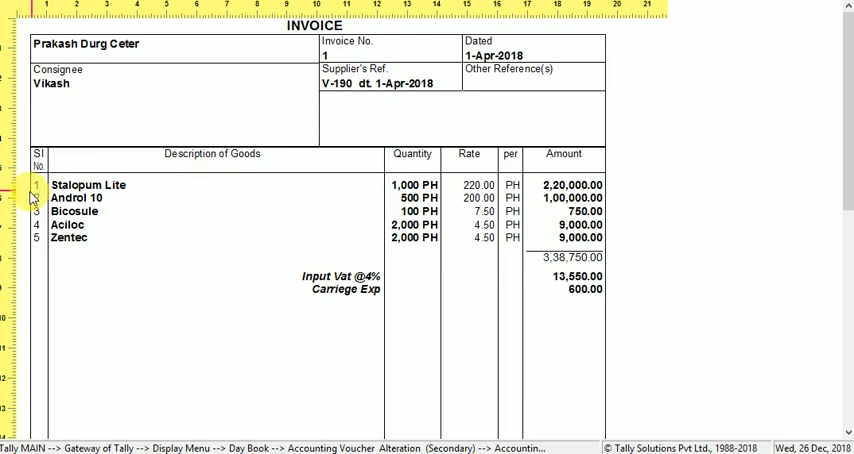 INVOICE
Prakash Durg Ceter
Invoice No.
1
Dated
1-Apr-2018
Consignee
Vikash
Supplier's Ref.
V-190 dt. 1-Apr-2018
Other Reference(s)
Sl No. Description of Goods Quantity Rate per Amount
1 Stalopum Lite 1,000 PH 220.00 PH 2,20,000.00
2 Androl 10 500 PH 200.00 PH 1,00,000.00
3 Bicosule 100 PH 7.50 PH 750.00
4 Aciloc 2,000 PH 4.50 PH 9,000.00
5 Zentec 2,000 PH 4.50 PH 9,000.00
3,38,750.00
Input Vat @4% 13,550.00
Carriege Exp 600.00
Tally MAIN --> Gateway of Tally --> Display Menu --> Day Book --> Accounting Voucher Alteration (Secondary) --> Accountin...
© Tally Solutions Pvt Ltd., 1988-2018
Wed, 26 Dec, 2018